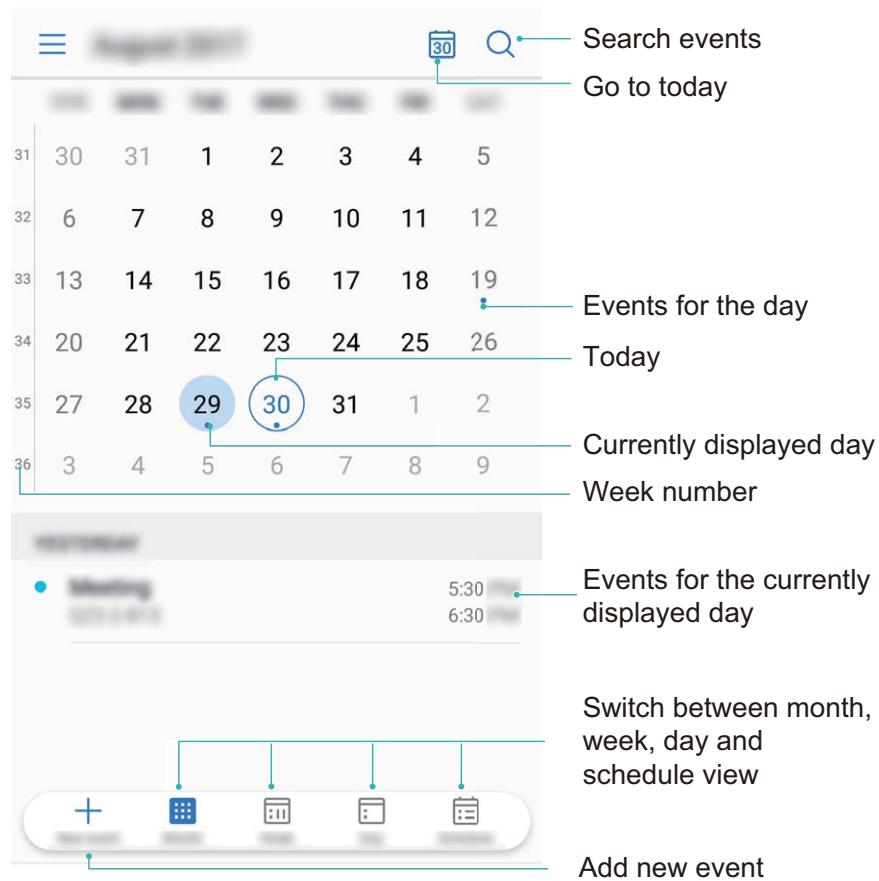 30
Search events
Go to today
31 30 31 1 2 3 4 5
32 6 7 8 9 10 11 12
33 13 14 15 16 17 18 19
Events for the day
34 20 21 22 23 24 25 26
Today
35 27 28 29 30 31 1 2
Currently displayed day
36 3 4 5 6 7 8 9
Week number
5:30
6:30
Events for the currently
displayed day
Switch between month,
week, day and
schedule view
Add new event